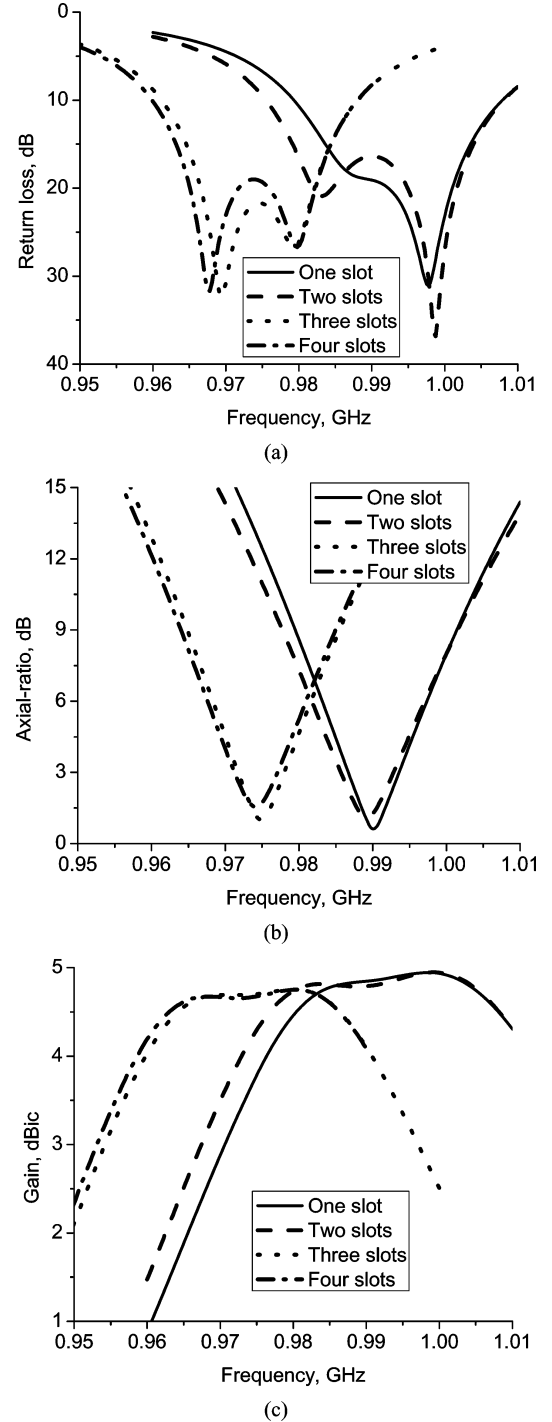 0
10
20
30
40
Return loss, dB
One slot
Two slots
Three slots
Four slots
0.95 0.96 0.97 0.98 0.99 1.00 1.01
Frequency, GHz
(a)
15
12
9
6
3
0
Axial-ratio, dB
One slot
Two slots
Three slots
Four slots
0.95 0.96 0.97 0.98 0.99 1.00 1.01
Frequency, GHz
(b)
5
4
3
2
1
Gain, dBic
One slot
Two slots
Three slots
Four slots
0.95 0.96 0.97 0.98 0.99 1.00 1.01
Frequency, GHz
(c)